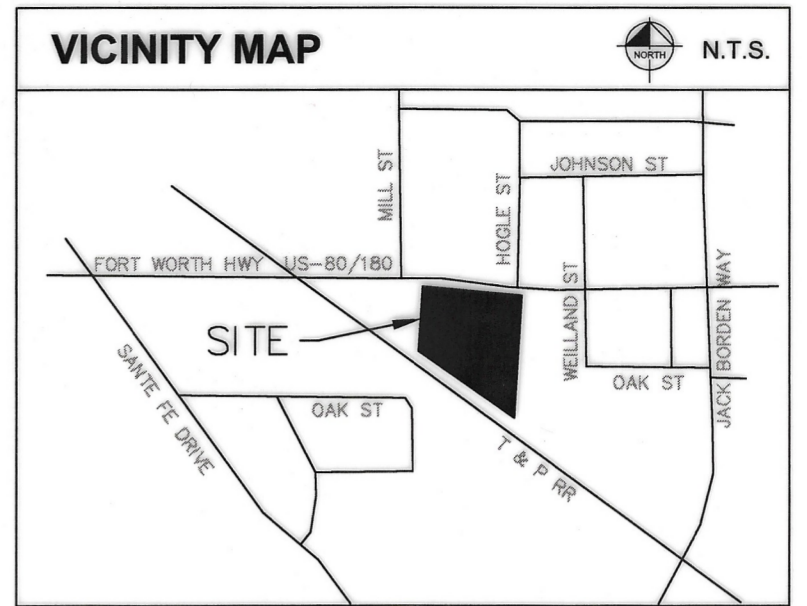 VICINITY MAP
NORTH
N.T.S.
MILL ST
HOGLE ST
JOHNSON ST
FORT WORTH HWY US-80/180
WEILLAND ST
JACK BORDEN WAY
SITE
SANTE FE DRIVE
OAK ST
OAK ST
T & P RR